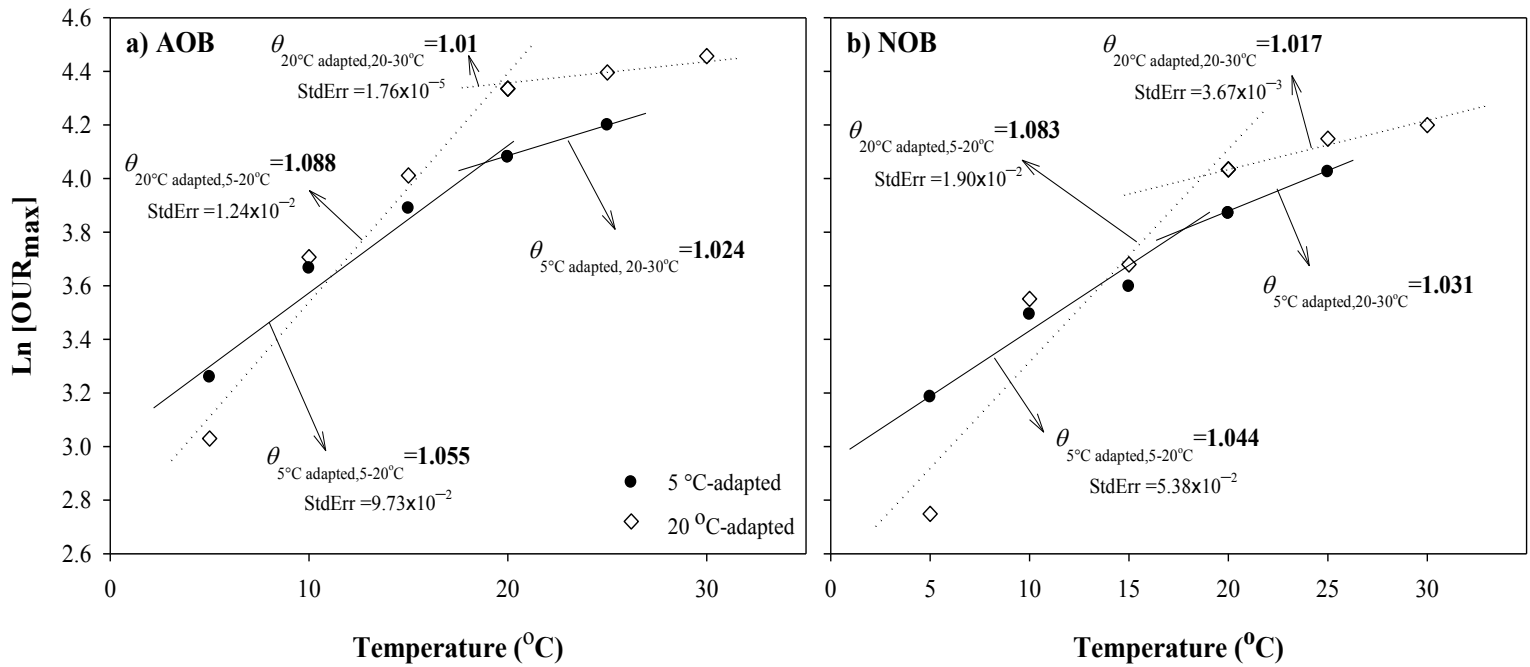 a) AOB
θ20°C adapted,20-30°C=1.01
StdErr =1.76x10−5
θ20°C adapted,5-20°C=1.088
StdErr =1.24x10−2
θ5°C adapted, 20-30°C=1.024
θ5°C adapted,5-20°C=1.055
StdErr =9.73x10−2
5 °C-adapted
20 °C-adapted
Ln [OURmax]
4.6
4.4
4.2
4.0
3.8
3.6
3.4
3.2
3.0
2.8
2.6
0
10
20
30
Temperature (°C)
b) NOB
θ20°C adapted,20-30°C=1.017
StdErr =3.67x10−3
θ20°C adapted,5-20°C=1.083
StdErr =1.90x10−2
θ5°C adapted,20-30°C=1.031
θ5°C adapted,5-20°C=1.044
StdErr =5.38x10−2
0
5
10
15
20
25
30
Temperature (°C)